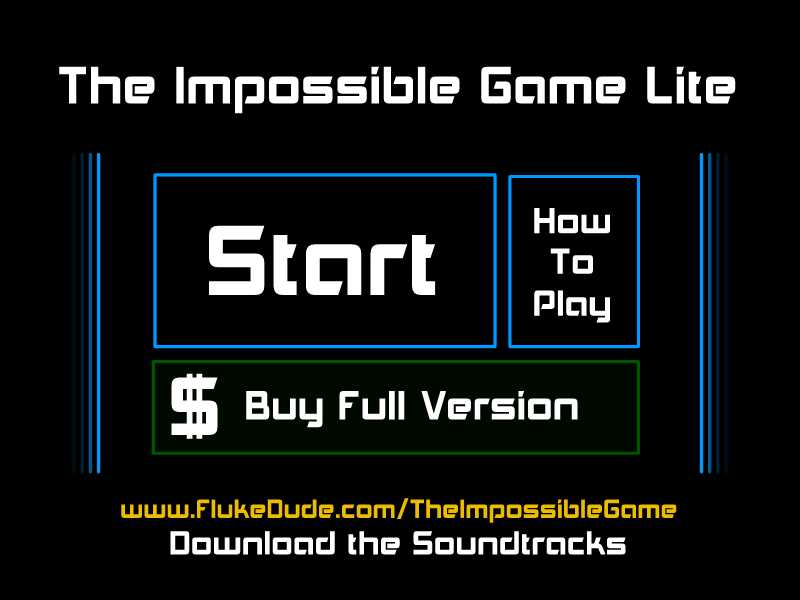 The Impossible Game Lite
Start
How
To
Play
$ Buy Full Version
www.FlukeDude.com/TheImpossibleGame
Download the Soundtracks